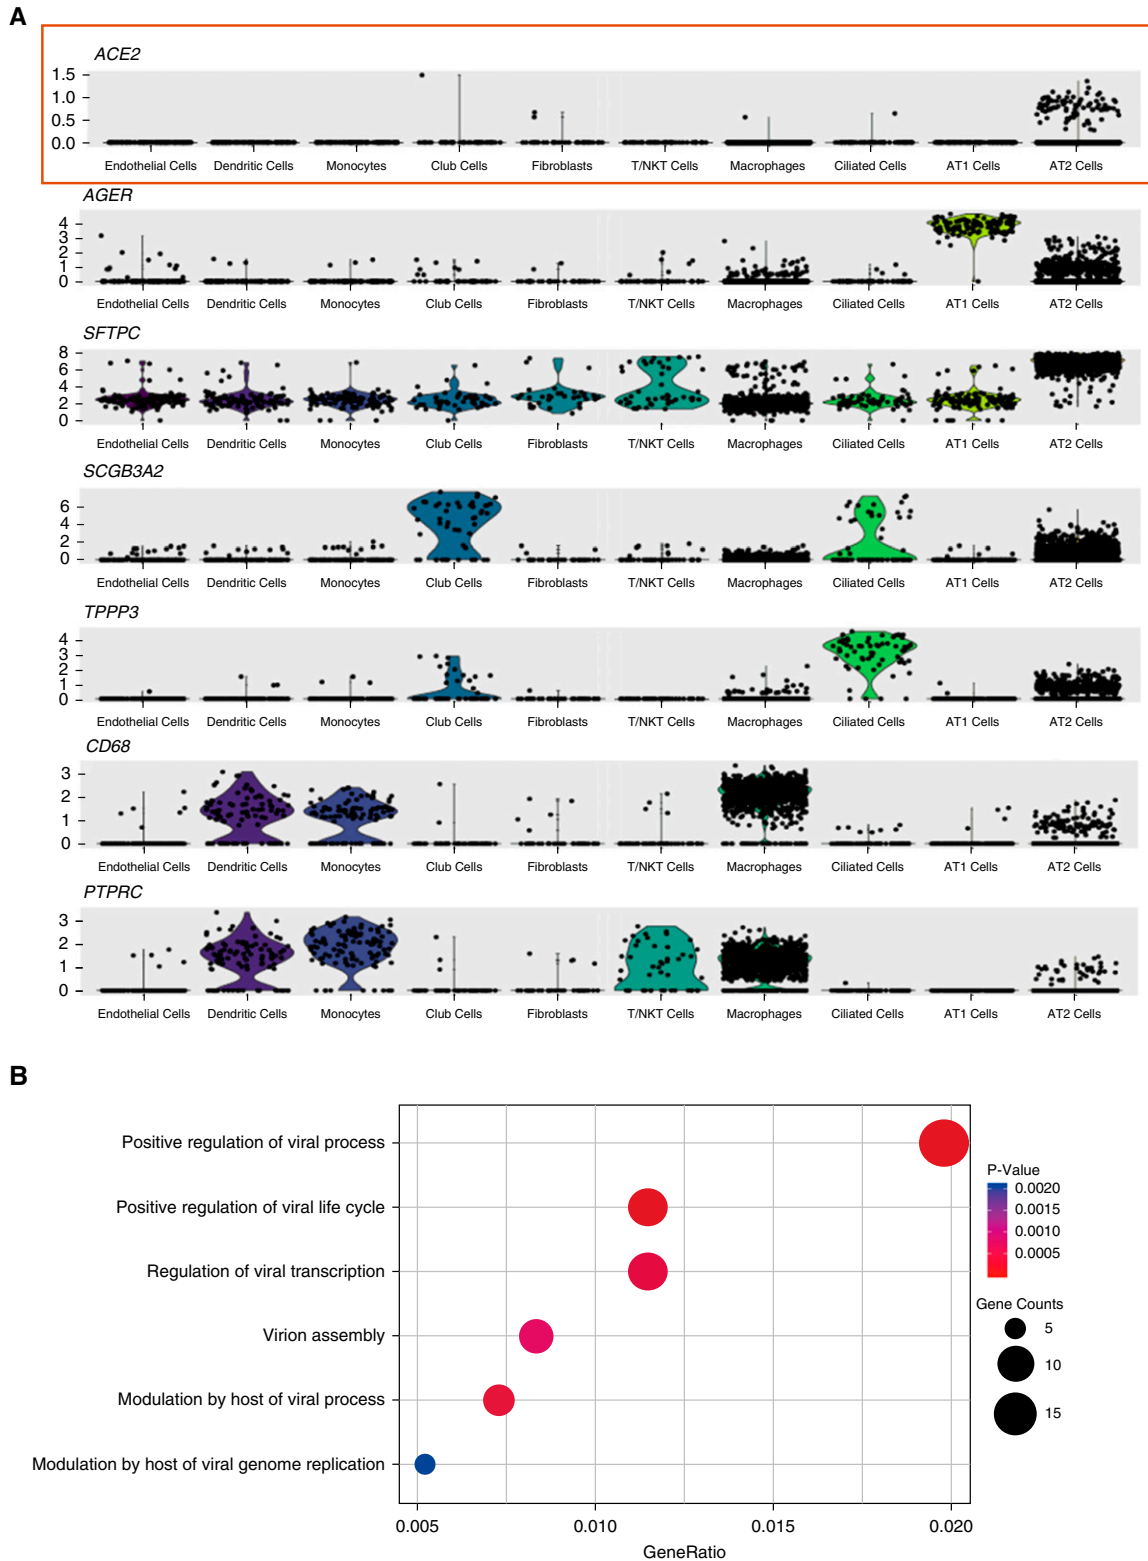 A
ACE2
1.5
1.0
0.5
0.0
Endothelial Cells Dendritic Cells Monocytes Club Cells Fibroblasts T/NKT Cells Macrophages Ciliated Cells AT1 Cells AT2 Cells
AGER
4
3
2
1
0
Endothelial Cells Dendritic Cells Monocytes Club Cells Fibroblasts T/NKT Cells Macrophages Ciliated Cells AT1 Cells AT2 Cells
SFTPC
8
6
4
2
0
Endothelial Cells Dendritic Cells Monocytes Club Cells Fibroblasts T/NKT Cells Macrophages Ciliated Cells AT1 Cells AT2 Cells
SCGB3A2
6
4
2
0
Endothelial Cells Dendritic Cells Monocytes Club Cells Fibroblasts T/NKT Cells Macrophages Ciliated Cells AT1 Cells AT2 Cells
TPPP3
4
3
2
1
0
Endothelial Cells Dendritic Cells Monocytes Club Cells Fibroblasts T/NKT Cells Macrophages Ciliated Cells AT1 Cells AT2 Cells
CD68
3
2
1
0
Endothelial Cells Dendritic Cells Monocytes Club Cells Fibroblasts T/NKT Cells Macrophages Ciliated Cells AT1 Cells AT2 Cells
PTPRC
3
2
1
0
Endothelial Cells Dendritic Cells Monocytes Club Cells Fibroblasts T/NKT Cells Macrophages Ciliated Cells AT1 Cells AT2 Cells
B
Positive regulation of viral process
Positive regulation of viral life cycle
Regulation of viral transcription
Virion assembly
Modulation by host of viral process
Modulation by host of viral genome replication
0.005 0.010 0.015 0.020
GeneRatio
P-Value
0.0020
0.0015
0.0010
0.0005
Gene Counts
5
10
15